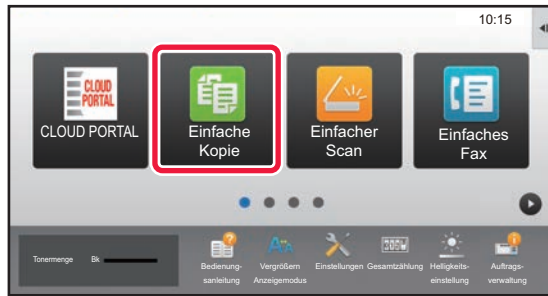 10:15
CLOUD
PORTAL
CLOUD PORTAL
Einfache
Kopie
Einfacher
Scan
Einfaches
Fax
Tonermenge Bk
Bedienung-
sanleitung
Vergrößern
Anzeigemodus
Einstellungen
Gesamtzählung
Helligkeits-
einstellung
Auftrags-
verwaltung